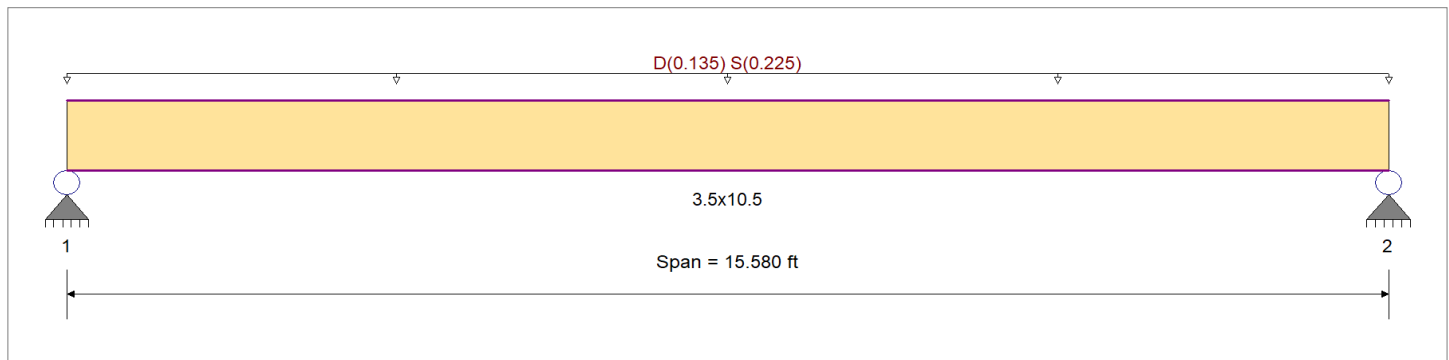 D(0.135) S(0.225)
3.5x10.5
1
2
Span = 15.580 ft